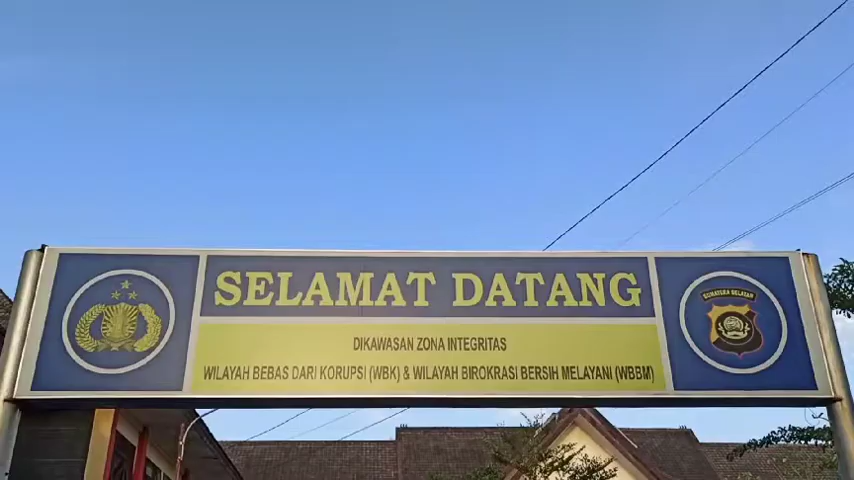 SELAMAT DATANG
DIKAWASAN ZONA INTEGRITAS
WILAYAH BEBAS DARI KORUPSI (WBK) & WILAYAH BIROKRASI BERSIH MELAYANI (WBBM)
SUMATERA SELATAN